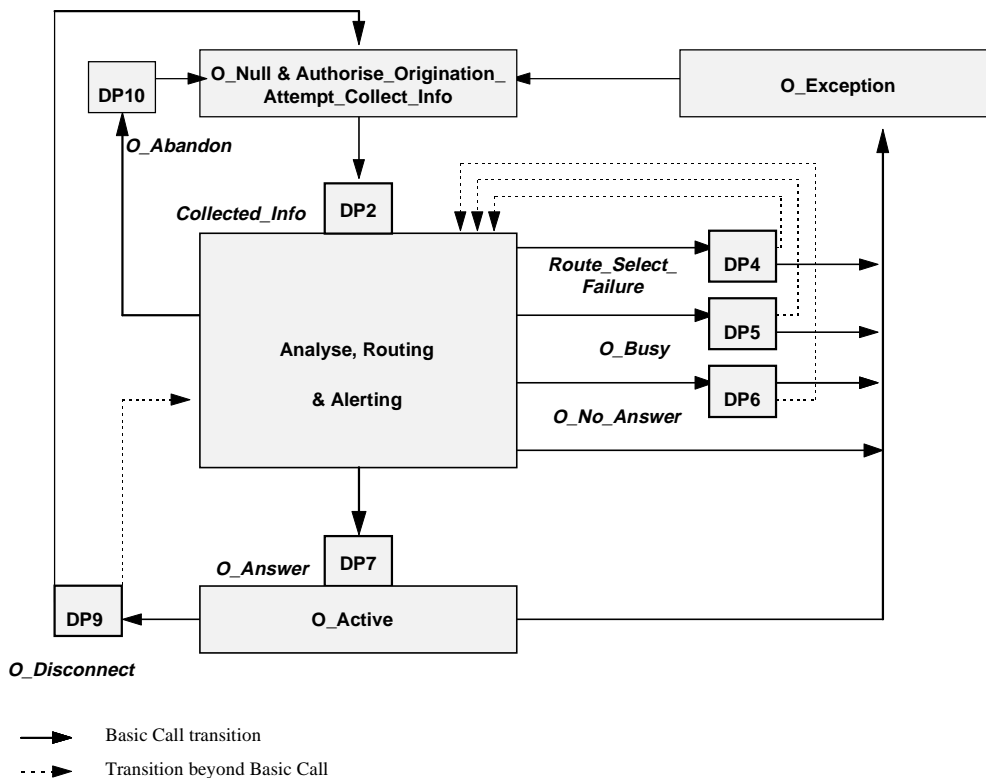 O_Null & Authorise_Origination_
Attempt_Collect_Info
O_Exception
DP10
O_Abandon
Collected_Info
DP2
Route_Select_
Failure
DP4
O_Busy
DP5
Analyse, Routing
& Alerting
O_No_Answer
DP6
O_Answer
DP7
O_Active
DP9
O_Disconnect
Basic Call transition
Transition beyond Basic Call